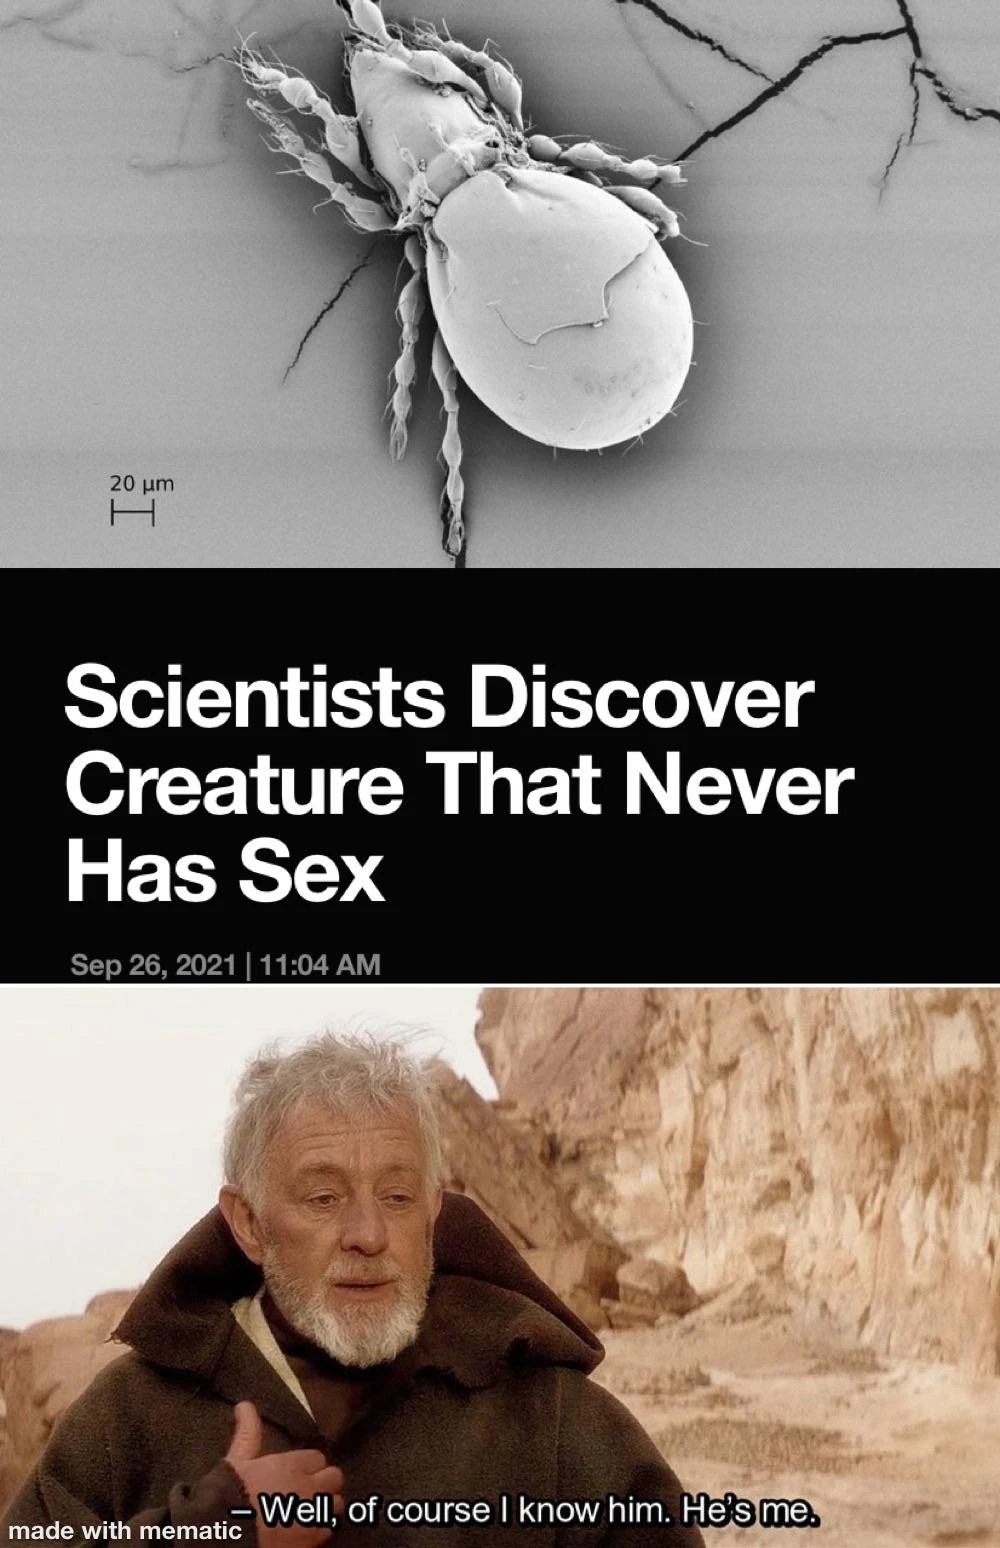 20 µm
Scientists Discover
Creature That Never
Has Sex
Sep 26, 2021 | 11:04 AM
– Well, of course I know him. He's me.
made with mematic